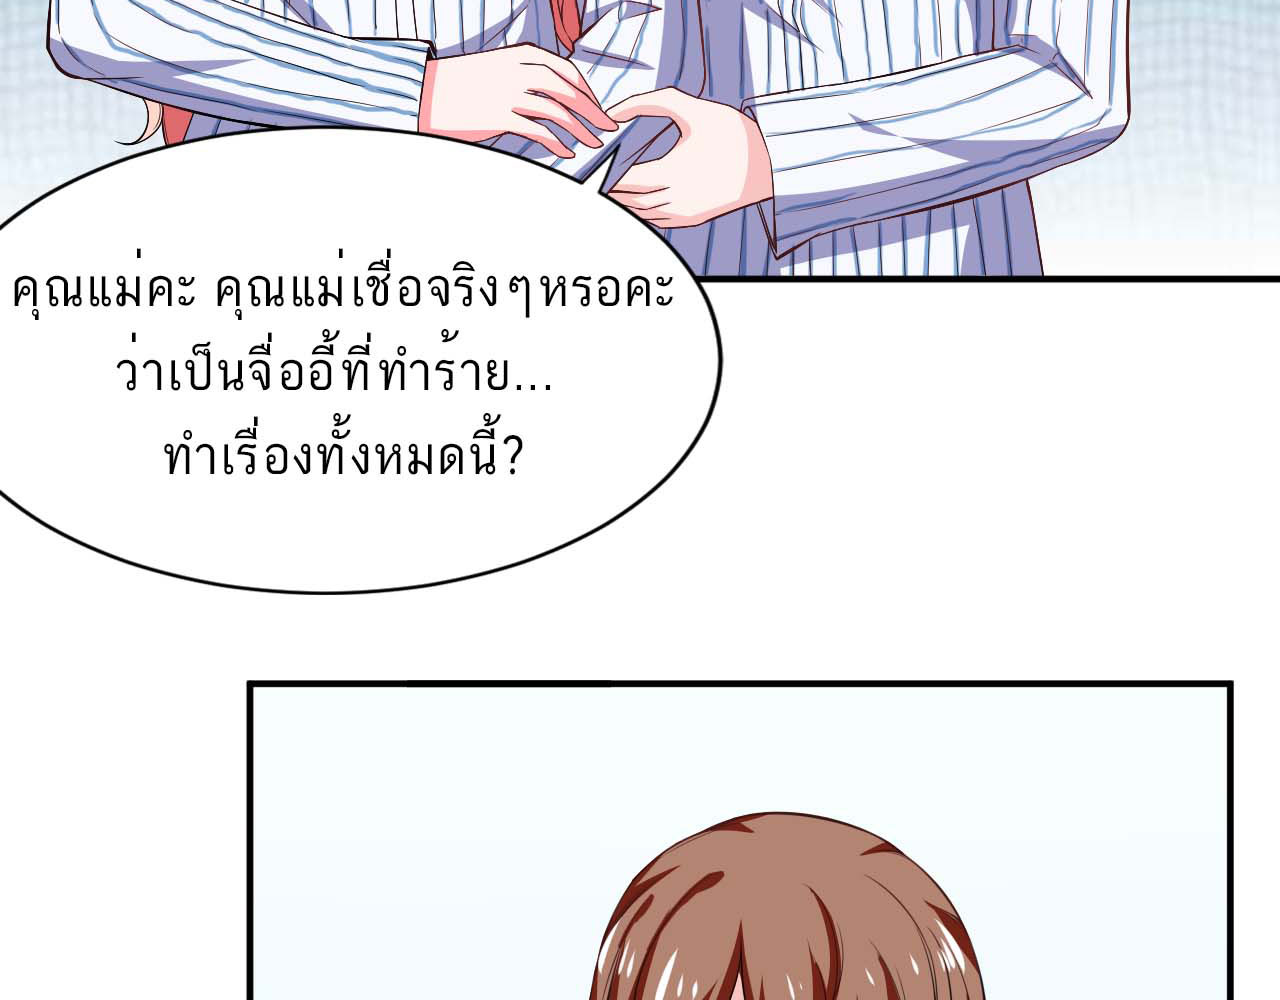 คุณแม่คะ คุณแม่เชื่อจริงๆหรอคะ
ว่าเป็นจื่ออี้ที่ทำร้าย...
ทำเรื่องทั้งหมดนี้?